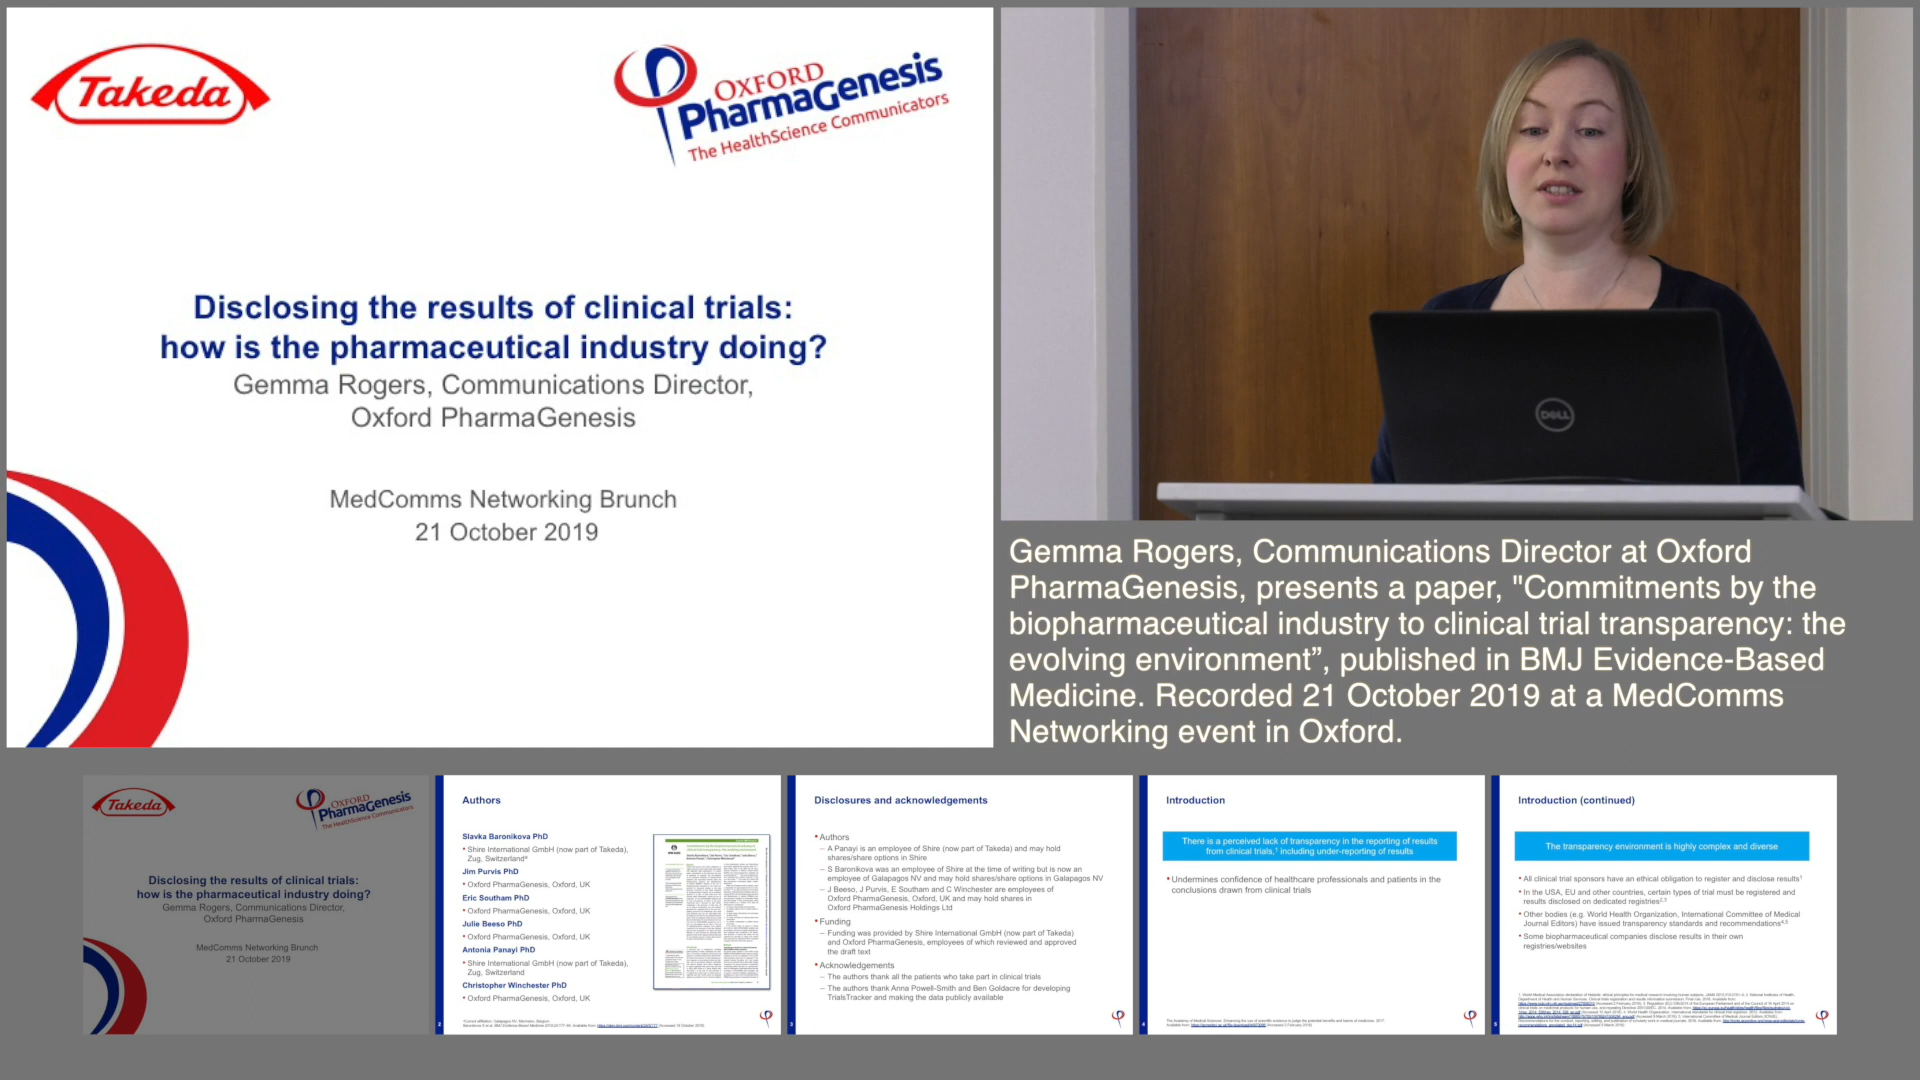 Takeda
OXFORD
PharmaGenesis
The HealthScience Communicators
Disclosing the results of clinical trials:
how is the pharmaceutical industry doing?
Gemma Rogers, Communications Director,
Oxford PharmaGenesis
MedComms Networking Brunch
21 October 2019
DELL
Gemma Rogers, Communications Director at Oxford
PharmaGenesis, presents a paper, "Commitments by the
biopharmaceutical industry to clinical trial transparency: the
evolving environment”, published in BMJ Evidence-Based
Medicine. Recorded 21 October 2019 at a MedComms
Networking event in Oxford.
Takeda
OXFORD
PharmaGenesis
The HealthScience Communicators
Disclosing the results of clinical trials:
how is the pharmaceutical industry doing?
Gemma Rogers, Communications Director,
Oxford PharmaGenesis
MedComms Networking Brunch
21 October 2019
Authors
Slavka Baronikova PhD
• Shire International GmbH (now part of Takeda),
Zug, Switzerlandᵃ
Jim Purvis PhD
• Oxford PharmaGenesis, Oxford, UK
Eric Southam PhD
• Oxford PharmaGenesis, Oxford, UK
Julie Beeso PhD
• Oxford PharmaGenesis, Oxford, UK
Antonia Panayi PhD
• Shire International GmbH (now part of Takeda),
Zug, Switzerland
Christopher Winchester PhD
• Oxford PharmaGenesis, Oxford, UK
2
Disclosures and acknowledgements
• Authors
– A Panayi is an employee of Shire (now part of Takeda) and may hold
shares/share options in Shire
– S Baronikova was an employee of Shire at the time of writing but is now an
employee of Galapagos NV and may hold shares/share options in Galapagos NV
– J Beeso, J Purvis, E Southam and C Winchester are employees of
Oxford PharmaGenesis, Oxford, UK and may hold shares in
Oxford PharmaGenesis Holdings Ltd
• Funding
– Funding was provided by Shire International GmbH (now part of Takeda)
and Oxford PharmaGenesis, employees of which reviewed and approved
the draft text
• Acknowledgements
– The authors thank all the patients who take part in clinical trials
– The authors thank Anna Powell-Smith and Ben Goldacre for developing
TrialsTracker and making the data publicly available
3
Introduction
There is a perceived lack of transparency in the reporting of results
from clinical trials,¹ including under-reporting of results
• Undermines confidence of healthcare professionals and patients in the
conclusions drawn from clinical trials
4
Introduction (continued)
The transparency environment is highly complex and diverse
• All clinical trial sponsors have an ethical obligation to register and disclose results¹
• In the USA, EU and other countries, certain types of trial must be registered and
results disclosed on dedicated registries²,³
• Other bodies (e.g. World Health Organization, International Committee of Medical
Journal Editors) have issued transparency standards and recommendations⁴,⁵
• Some biopharmaceutical companies disclose results in their own
registries/websites
5